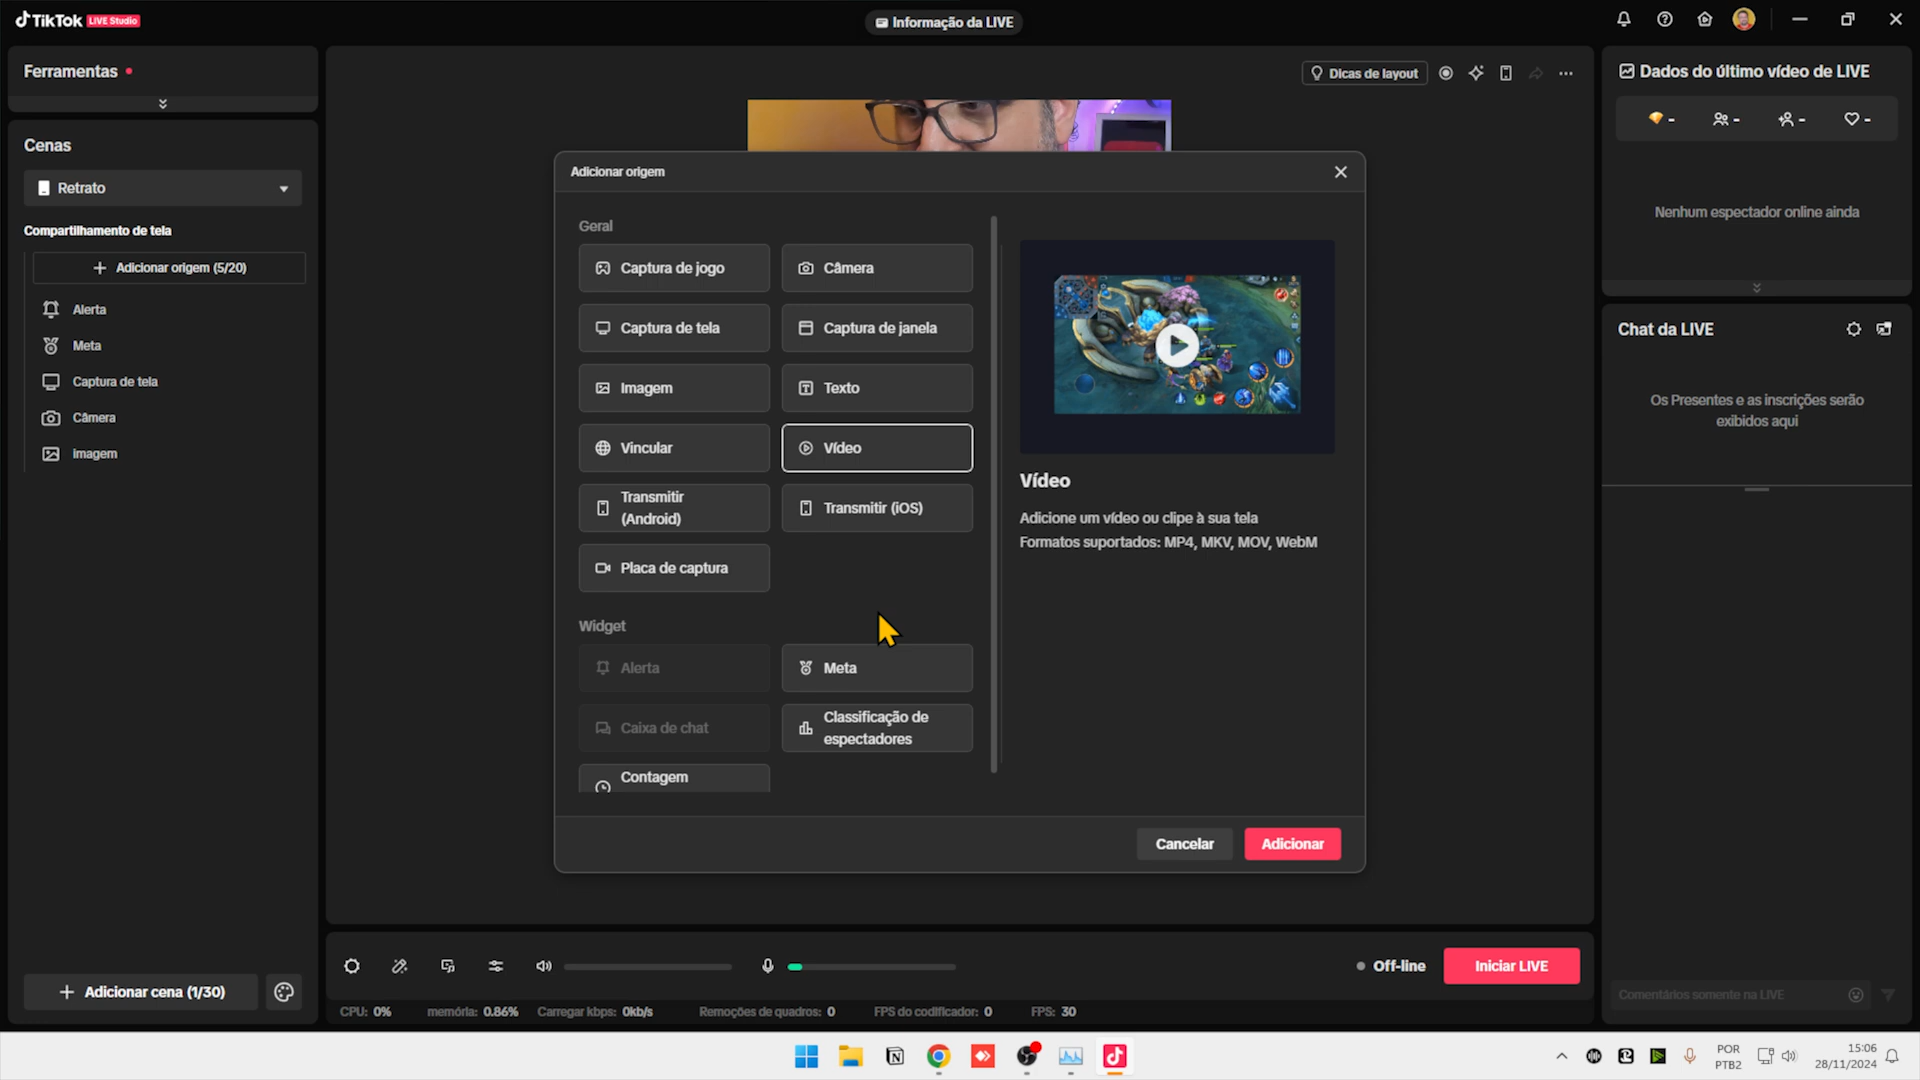 TikTok LIVE Studio
Informação da LIVE
Ferramentas
Cenas
Retrato
Compartilhamento de tela
Adicionar origem (5/20)
Alerta
Meta
Captura de tela
Câmera
Imagem
Adicionar cena (1/30)
Dicas de layout
Adicionar origem
Geral
Captura de jogo
Câmera
Captura de tela
Captura de janela
Imagem
Texto
Vincular
Vídeo
Transmitir
(Android)
Transmitir (iOS)
Placa de captura
Widget
Alerta
Meta
Caixa de chat
Classificação de
espectadores
Contagem
Vídeo
Adicione um vídeo ou clipe à sua tela
Formatos suportados: MP4, MKV, MOV, WebM
Cancelar
Adicionar
Off-line
Iniciar LIVE
CPU: 0%
memória: 0.86%
Carregar kbps: 0kb/s
Remoções de quadros: 0
FPS do codificador: 0
FPS: 30
Dados do último vídeo de LIVE
-
-
-
-
Nenhum espectador online ainda
Chat da LIVE
Os Presentes e as inscrições serão
exibidos aqui
Comentários somente na LIVE
POR
PTB2
15:06
28/11/2024